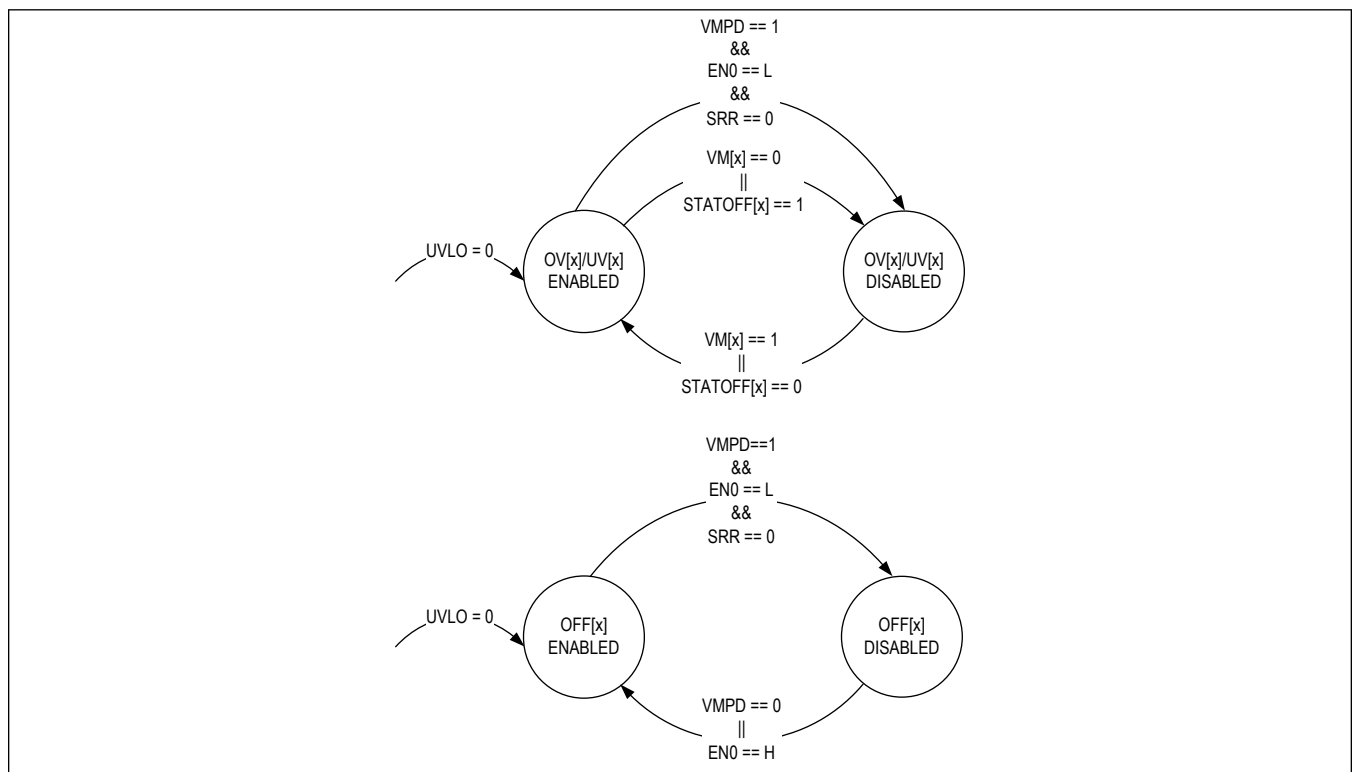 VMPD == 1
&&
EN0 == L
&&
SRR == 0
VM[x] == 0
||
STATOFF[x] == 1
UVLO = 0
OV[x]/UV[x]
ENABLED
OV[x]/UV[x]
DISABLED
VM[x] == 1
||
STATOFF[x] == 0
VMPD==1
&&
EN0 == L
&&
SRR == 0
UVLO = 0
OFF[x]
ENABLED
OFF[x]
DISABLED
VMPD == 0
||
EN0 == H